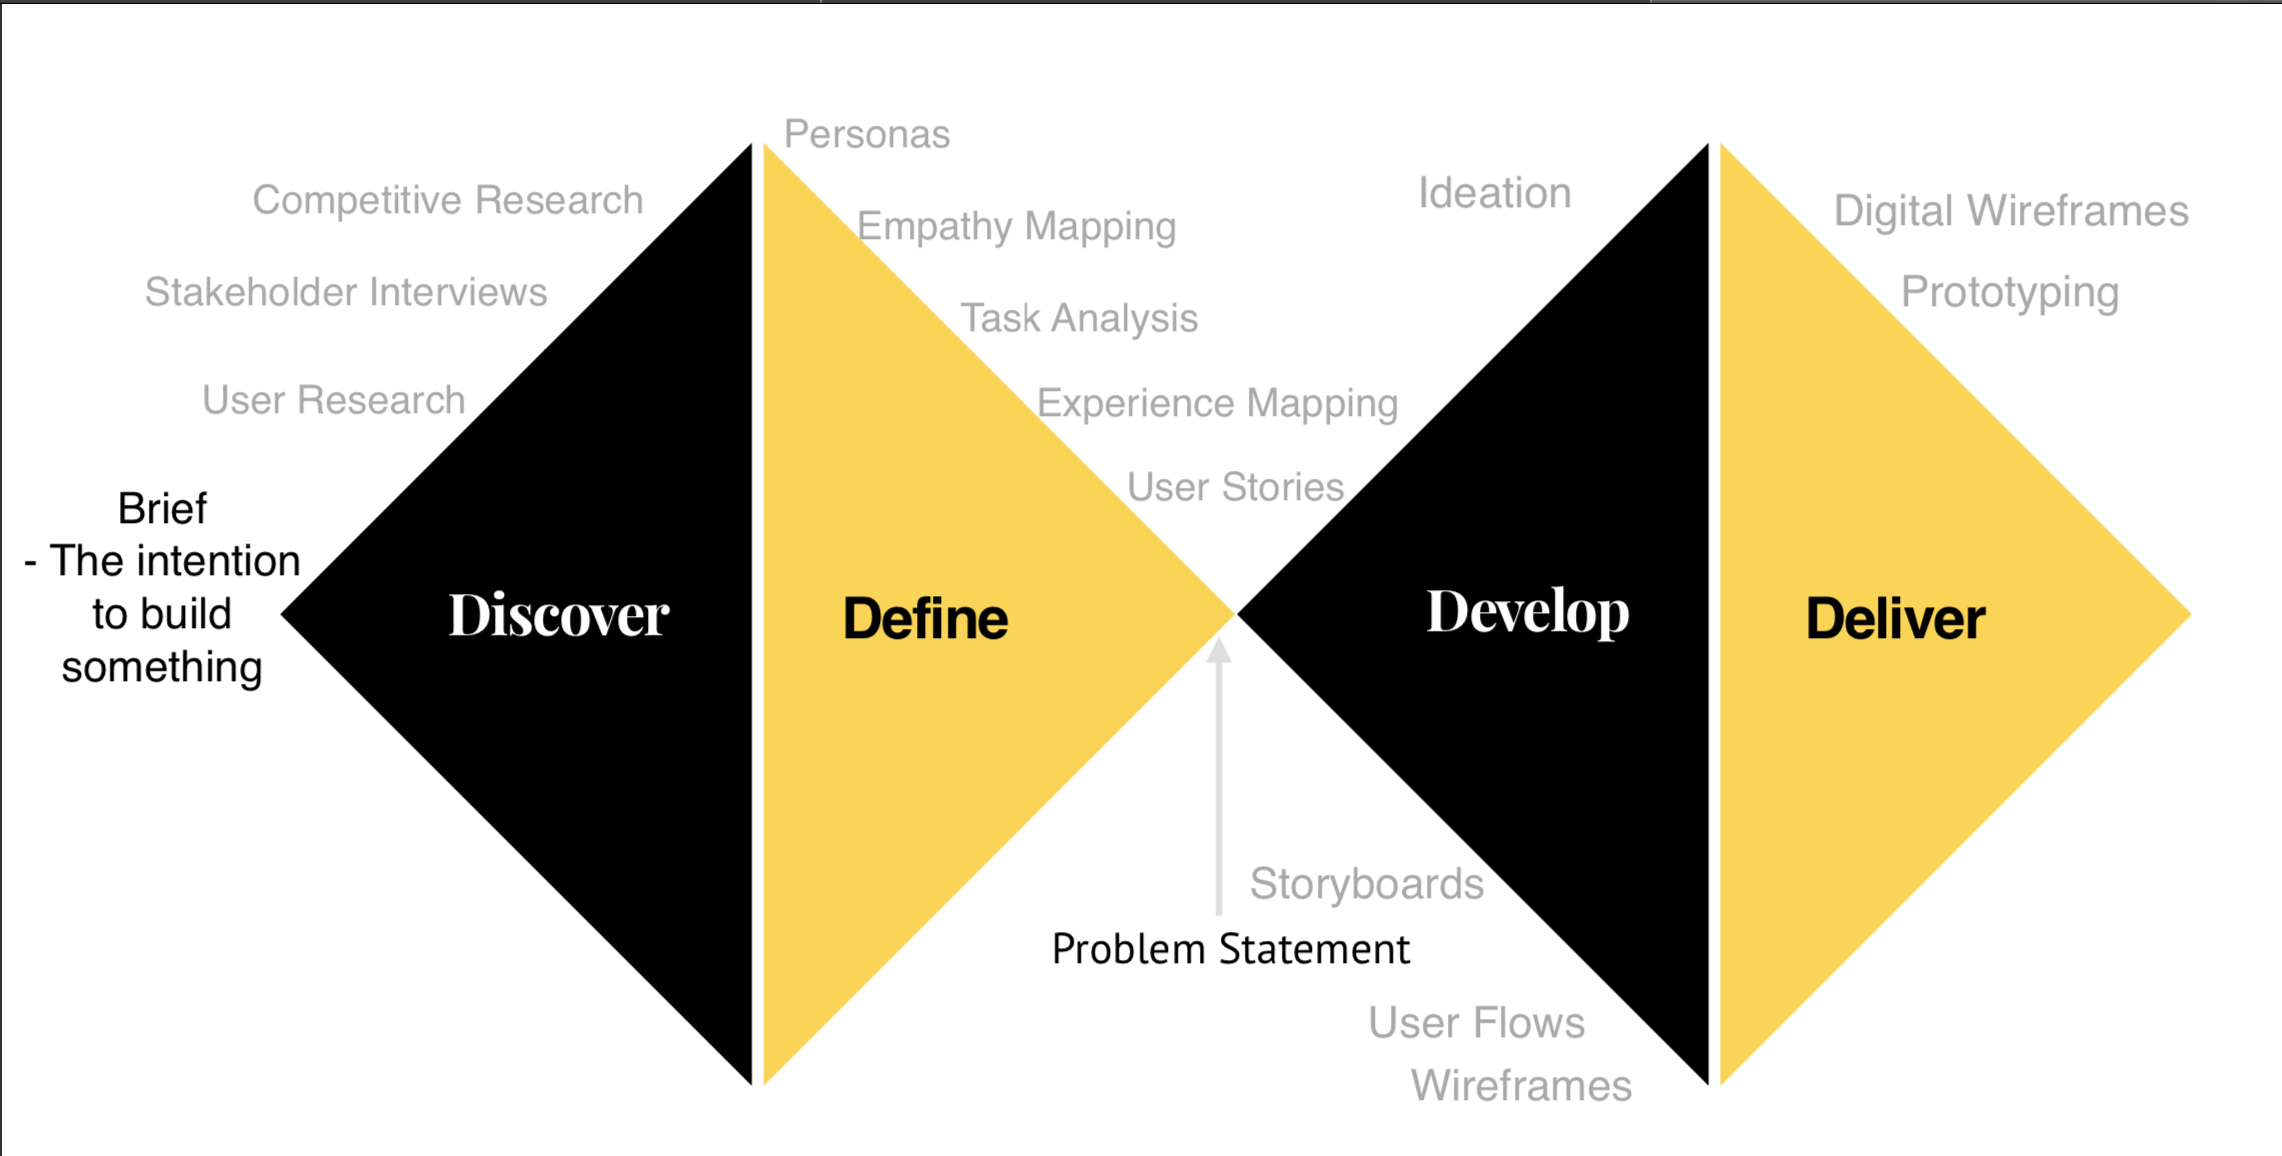 Personas
Competitive Research
Empathy Mapping
Stakeholder Interviews
Task Analysis
User Research
Experience Mapping
User Stories
Brief
- The intention
to build
something
Discover
Define
Problem Statement
Ideation
Develop
Storyboards
User Flows
Wireframes
Digital Wireframes
Prototyping
Deliver